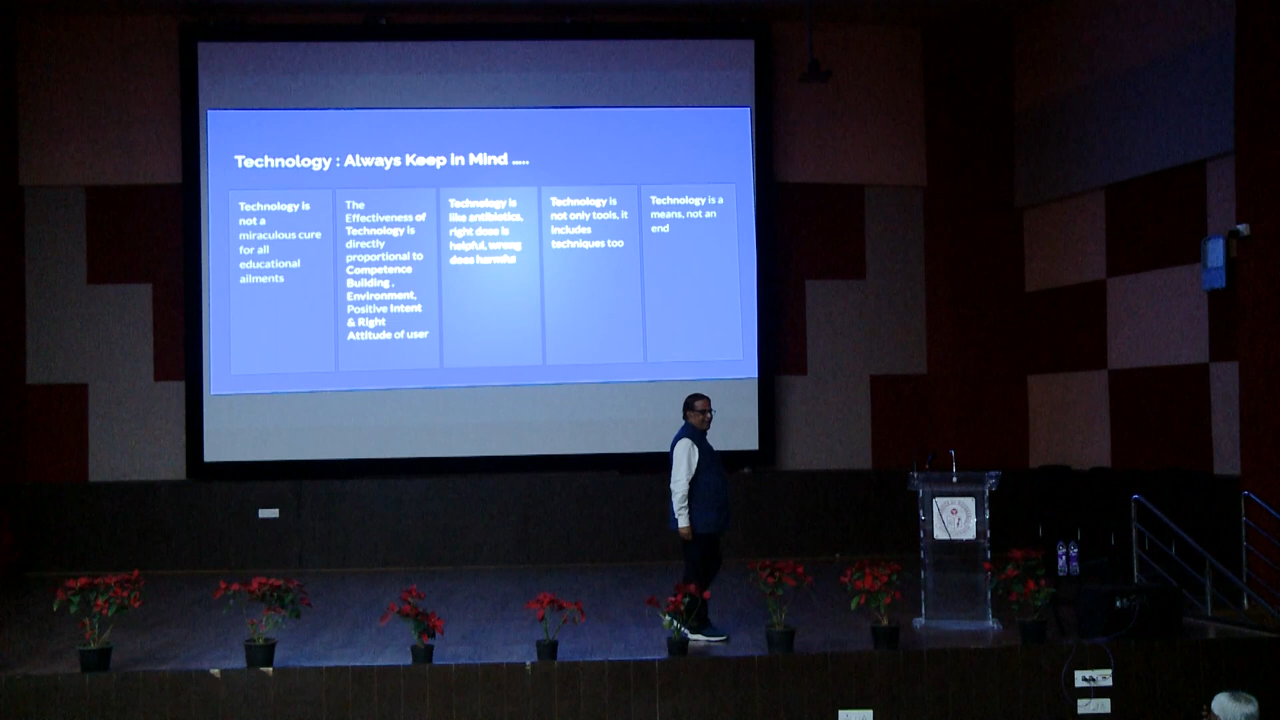 Technology : Always Keep in Mind .....
Technology is
not a
miraculous cure
for all
educational
ailments
The
Effectiveness of
Technology is
directly
proportional to
Competence
Building ,
Environment,
Positive Intent
& Right
Attitude of user
Technology is
like antibiotics,
right dose is
helpful, wrong
does harmful
Technology is
not only tools, it
includes
techniques too
Technology is a
means, not an
end